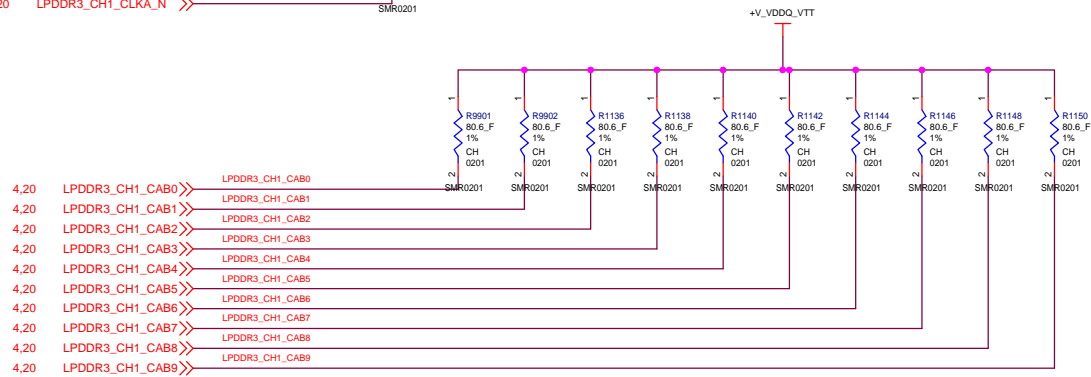 20 LPDDR3_CH1_CLKA_N
SMR0201
+V_VDDQ_VTT
1 1 1 1 1 1 1 1 1 1
R9901 R9902 R1136 R1138 R1140 R1142 R1144 R1146 R1148 R1150
80.6_F 80.6_F 80.6_F 80.6_F 80.6_F 80.6_F 80.6_F 80.6_F 80.6_F 80.6_F
1% 1% 1% 1% 1% 1% 1% 1% 1% 1%
CH CH CH CH CH CH CH CH CH CH
0201 0201 0201 0201 0201 0201 0201 0201 0201 0201
2 2 2 2 2 2 2 2 2 2
SMR0201 SMR0201 SMR0201 SMR0201 SMR0201 SMR0201 SMR0201 SMR0201 SMR0201 SMR0201
4,20 LPDDR3_CH1_CAB0 LPDDR3_CH1_CAB0
4,20 LPDDR3_CH1_CAB1 LPDDR3_CH1_CAB1
4,20 LPDDR3_CH1_CAB2 LPDDR3_CH1_CAB2
4,20 LPDDR3_CH1_CAB3 LPDDR3_CH1_CAB3
4,20 LPDDR3_CH1_CAB4 LPDDR3_CH1_CAB4
4,20 LPDDR3_CH1_CAB5 LPDDR3_CH1_CAB5
4,20 LPDDR3_CH1_CAB6 LPDDR3_CH1_CAB6
4,20 LPDDR3_CH1_CAB7 LPDDR3_CH1_CAB7
4,20 LPDDR3_CH1_CAB8 LPDDR3_CH1_CAB8
4,20 LPDDR3_CH1_CAB9 LPDDR3_CH1_CAB9